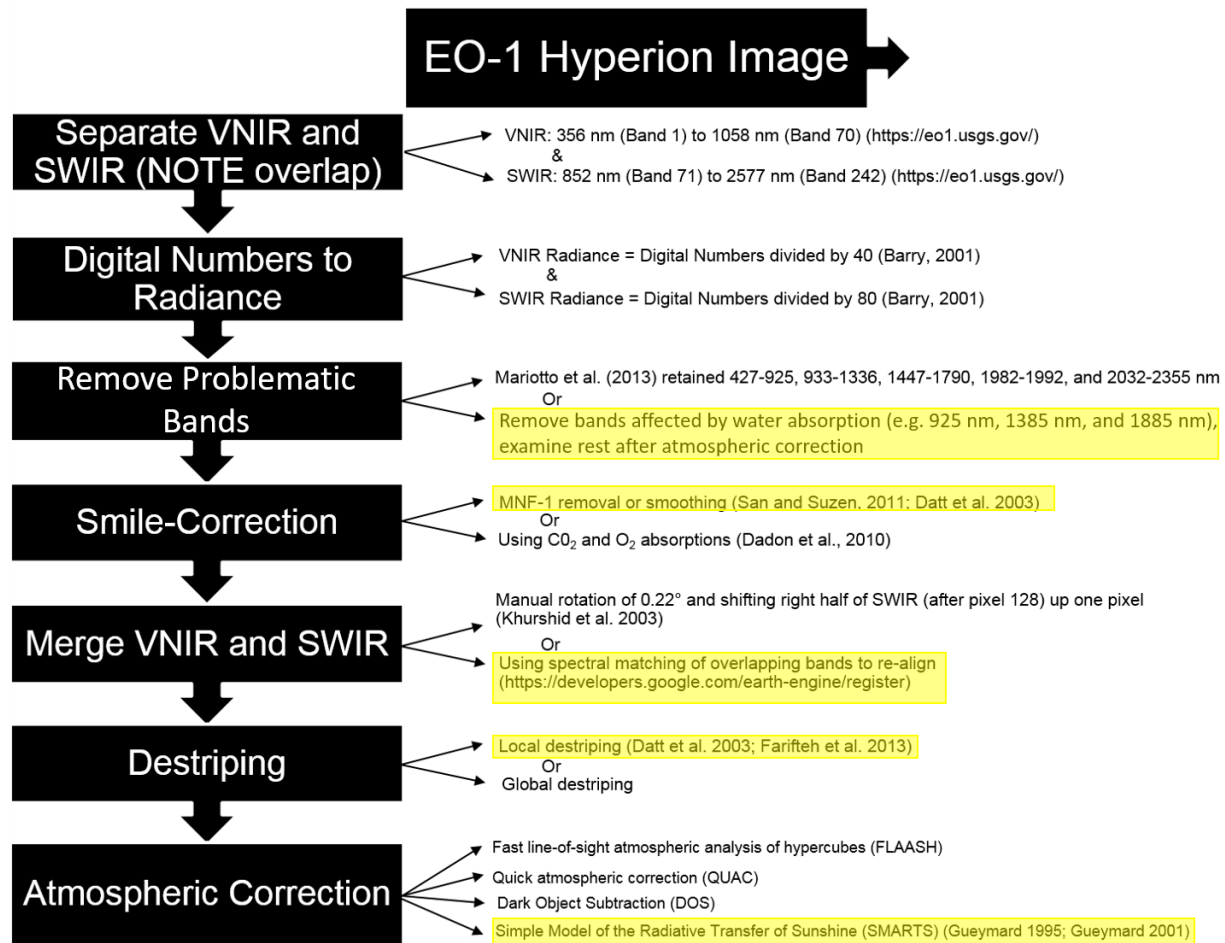 EO-1 Hyperion Image
Separate VNIR and
SWIR (NOTE overlap)
VNIR: 356 nm (Band 1) to 1058 nm (Band 70) (https://eo1.usgs.gov/)
&
SWIR: 852 nm (Band 71) to 2577 nm (Band 242) (https://eo1.usgs.gov/)
Digital Numbers to
Radiance
VNIR Radiance = Digital Numbers divided by 40 (Barry, 2001)
&
SWIR Radiance = Digital Numbers divided by 80 (Barry, 2001)
Remove Problematic
Bands
Mariotto et al. (2013) retained 427-925, 933-1336, 1447-1790, 1982-1992, and 2032-2355 nm
Or
Remove bands affected by water absorption (e.g. 925 nm, 1385 nm, and 1885 nm),
examine rest after atmospheric correction
Smile-Correction
MNF-1 removal or smoothing (San and Suzen, 2011; Datt et al. 2003)
Or
Using C0₂ and O₂ absorptions (Dadon et al., 2010)
Merge VNIR and SWIR
Manual rotation of 0.22° and shifting right half of SWIR (after pixel 128) up one pixel
(Khurshid et al. 2003)
Or
Using spectral matching of overlapping bands to re-align
(https://developers.google.com/earth-engine/register)
Destriping
Local destriping (Datt et al. 2003; Farifteh et al. 2013)
Or
Global destriping
Atmospheric Correction
Fast line-of-sight atmospheric analysis of hypercubes (FLAASH)
Quick atmospheric correction (QUAC)
Dark Object Subtraction (DOS)
Simple Model of the Radiative Transfer of Sunshine (SMARTS) (Gueymard 1995; Gueymard 2001)